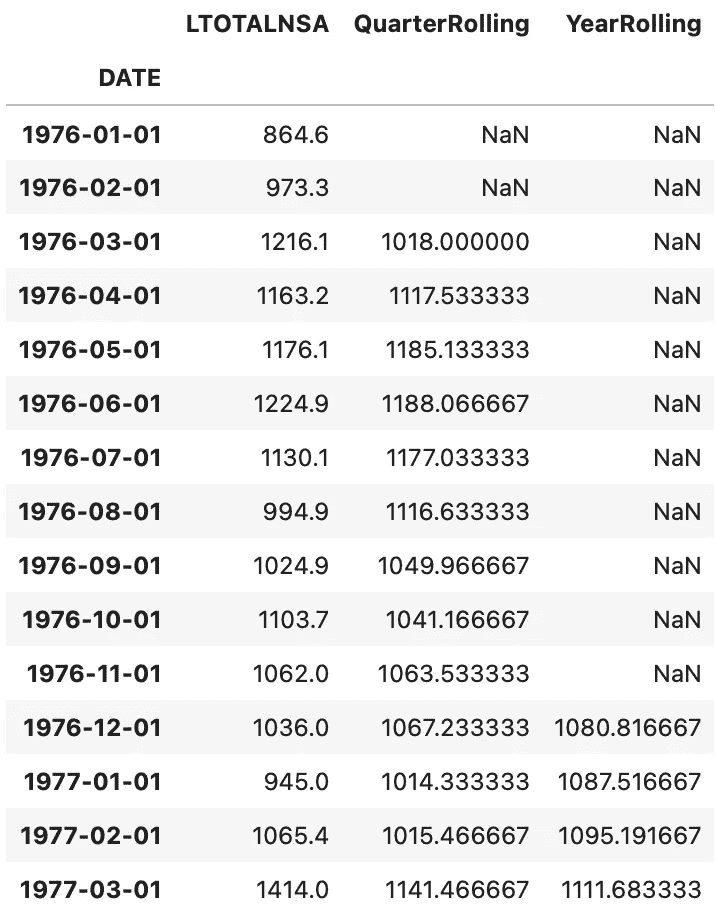 LTOTALNSA QuarterRolling YearRolling
DATE
1976-01-01 864.6 NaN NaN
1976-02-01 973.3 NaN NaN
1976-03-01 1216.1 1018.000000 NaN
1976-04-01 1163.2 1117.533333 NaN
1976-05-01 1176.1 1185.133333 NaN
1976-06-01 1224.9 1188.066667 NaN
1976-07-01 1130.1 1177.033333 NaN
1976-08-01 994.9 1116.633333 NaN
1976-09-01 1024.9 1049.966667 NaN
1976-10-01 1103.7 1041.166667 NaN
1976-11-01 1062.0 1063.533333 NaN
1976-12-01 1036.0 1067.233333 1080.816667
1977-01-01 945.0 1014.333333 1087.516667
1977-02-01 1065.4 1015.466667 1095.191667
1977-03-01 1414.0 1141.466667 1111.683333